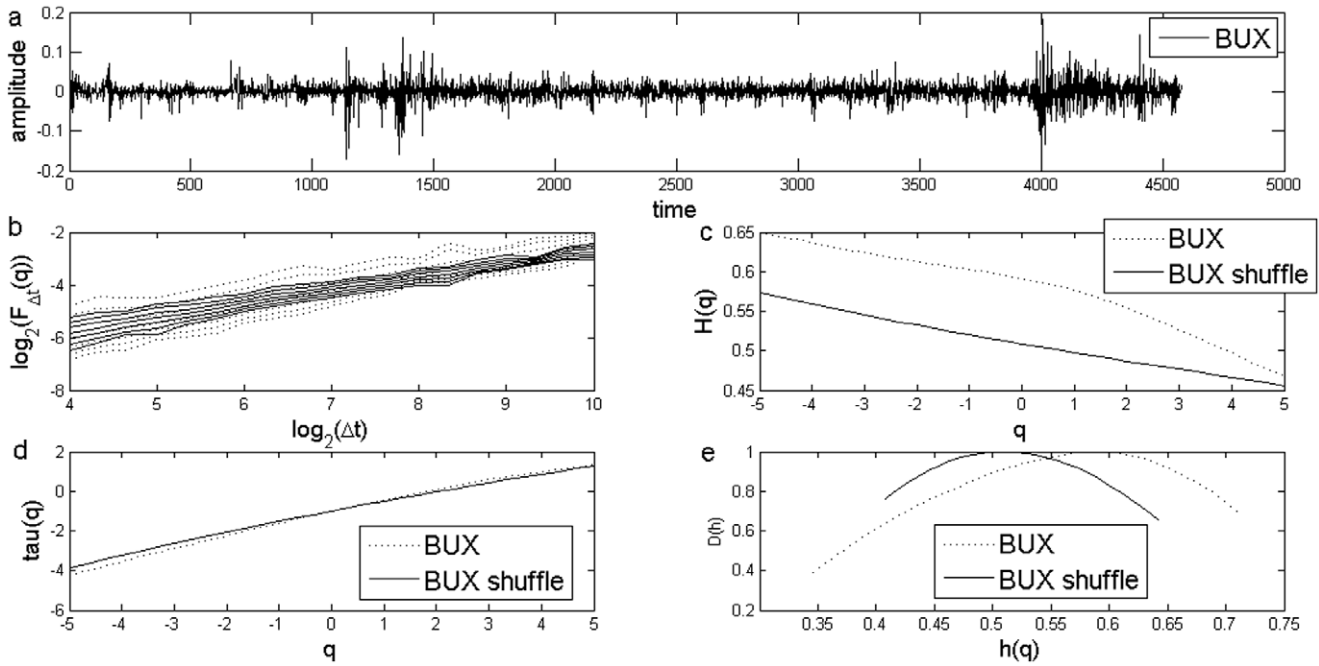 a
0.2
0.1
0
-0.1
-0.2
amplitude
BUX
0 500 1000 1500 2000 2500 3000 3500 4000 4500 5000
time
b
-2
-4
-6
-8
log2(FΔt(q))
4 5 6 7 8 9 10
log2(Δt)
c
0.65
0.6
0.55
0.5
0.45
H(q)
BUX
BUX shuffle
-5 -4 -3 -2 -1 0 1 2 3 4 5
q
d
2
0
-2
-4
-6
tau(q)
BUX
BUX shuffle
-5 -4 -3 -2 -1 0 1 2 3 4 5
q
e
1
0.8
0.6
0.4
0.2
D(h)
BUX
BUX shuffle
0.35 0.4 0.45 0.5 0.55 0.6 0.65 0.7 0.75
h(q)